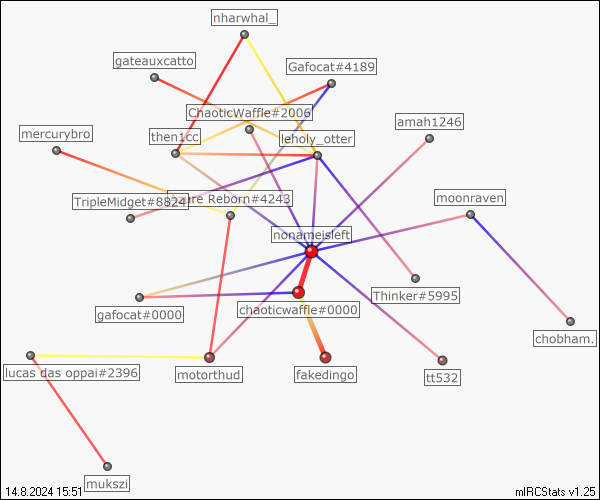 nharwhal_
gateauxcatto
Gafocat#4189
ChaoticWaffle#2006
amah1246
mercurybro
then1cc
leholy_otter
TripleMidget#8824
Reborn#4243
moonraven
nonameisleft
Thinker#5995
gafocat#0000
chaoticwaffle#0000
chobham.
lucas das oppai#2396
motorthud
fakedingo
tt532
mukszi
14.8.2024 15:51
mIRCStats v1.25